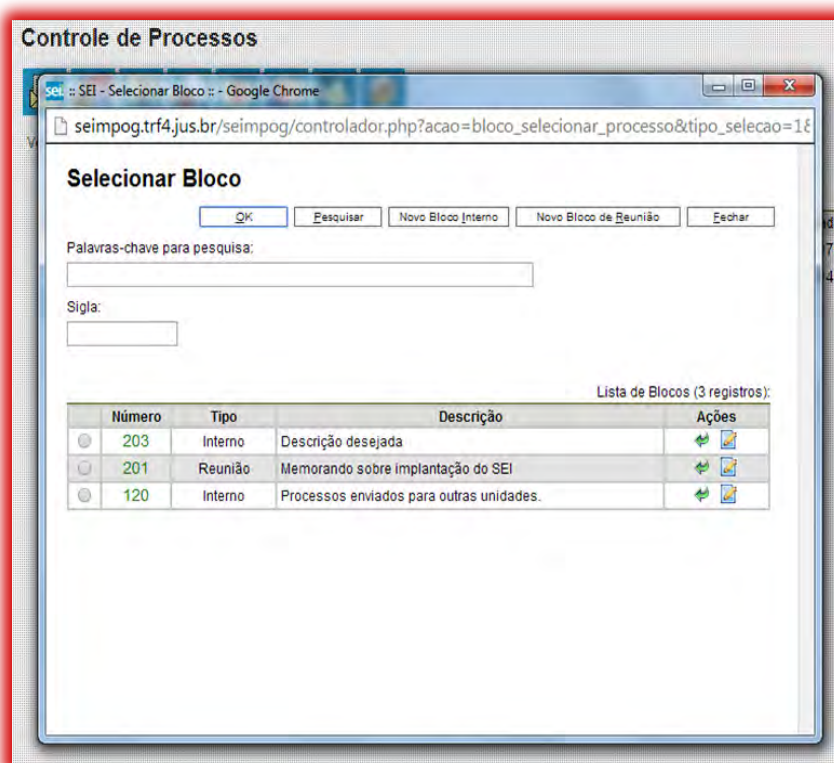 Controle de Processos
sei. :: SEI - Selecionar Bloco :: - Google Chrome
seimpog.trf4.jus.br/seimpog/controlador.php?acao=bloco_selecionar_processo&tipo_selecao=1&
Selecionar Bloco
OK Pesquisar Novo Bloco Interno Novo Bloco de Reunião Fechar
Palavras-chave para pesquisa:
Sigla:
Lista de Blocos (3 registros):
Número Tipo Descrição Ações
203 Interno Descrição desejada
201 Reunião Memorando sobre implantação do SEI
120 Interno Processos enviados para outras unidades.